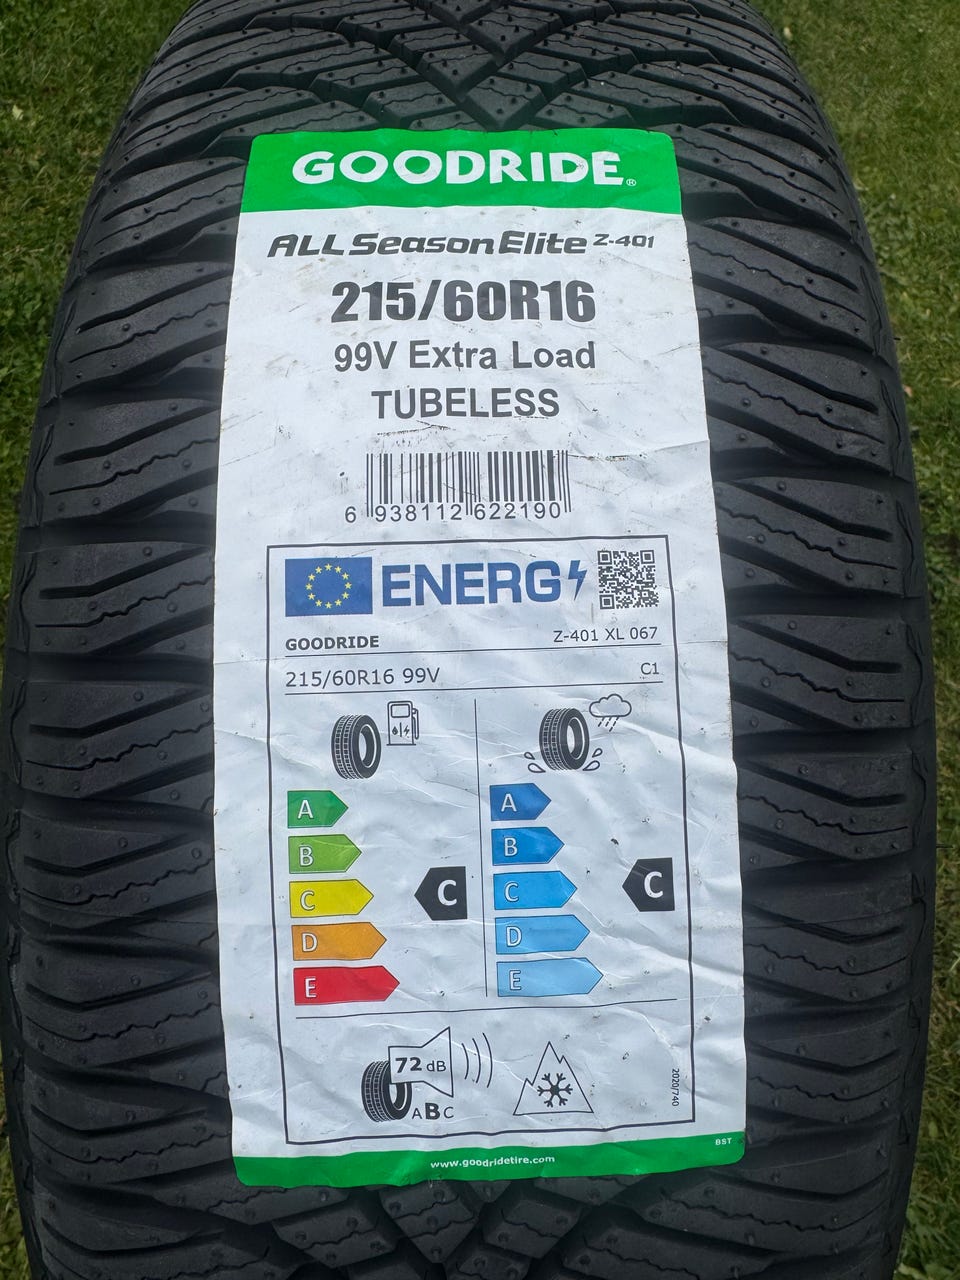 GOODRIDE®
ALL Season Elite Z-401
215/60R16
99V Extra Load
TUBELESS
6 938112 622190
ENERG
GOODRIDE Z-401 XL 067
215/60R16 99V C1
A A
B B
C C C C
D D
E E
72 dB
ABC
2020/740
BST
www.goodridetire.com